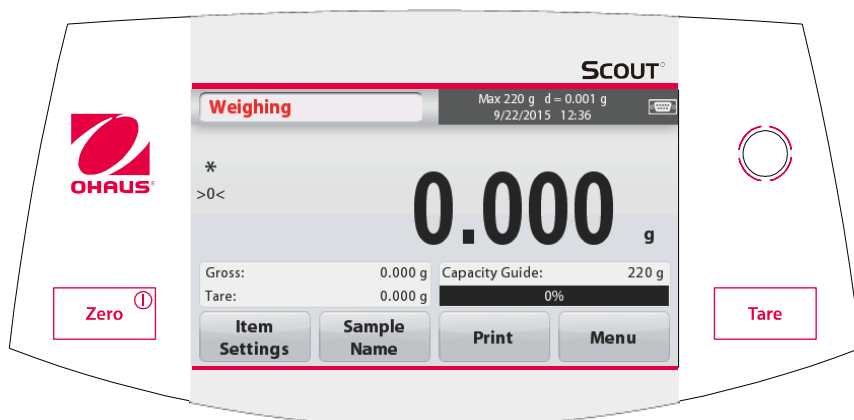 SCOUT
Weighing
Max 220 g d = 0.001 g
9/22/2015 12:36
OHAUS
*
>0<
0.000 g
Gross: 0.000 g
Tare: 0.000 g
Capacity Guide: 220 g
0%
Zero
Item
Settings
Sample
Name
Print
Menu
Tare